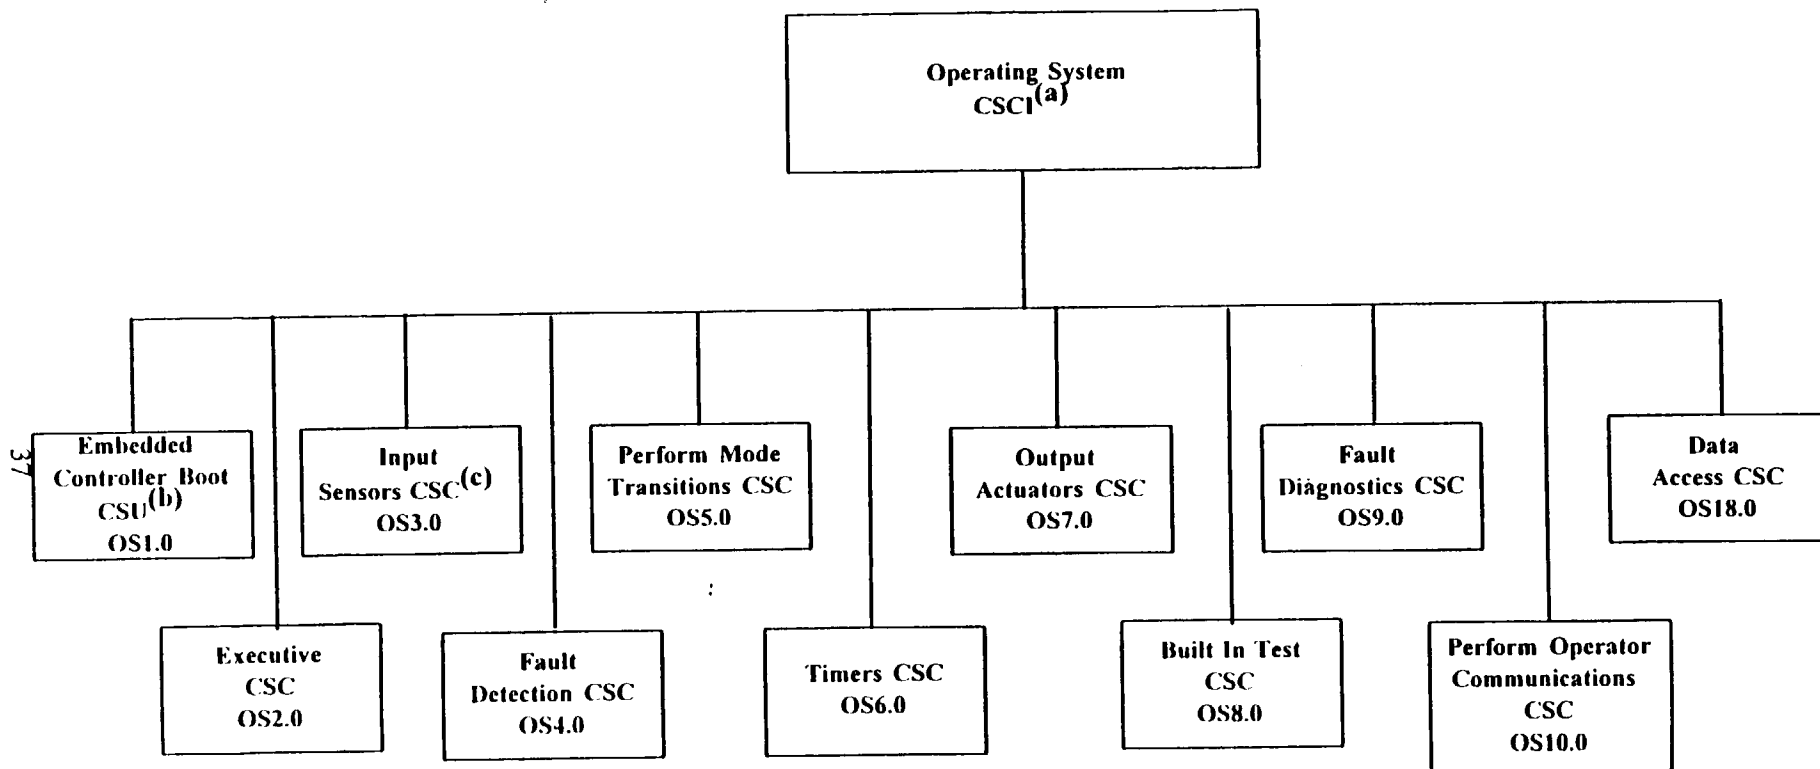 Operating System
CSCI(a)
Embedded
Controller Boot
CSU(b)
OS1.0
Input
Sensors CSC(c)
OS3.0
Perform Mode
Transitions CSC
OS5.0
Output
Actuators CSC
OS7.0
Fault
Diagnostics CSC
OS9.0
Data
Access CSC
OS18.0
37
Executive
CSC
OS2.0
Fault
Detection CSC
OS4.0
Timers CSC
OS6.0
Built In Test
CSC
OS8.0
Perform Operator
Communications
CSC
OS10.0